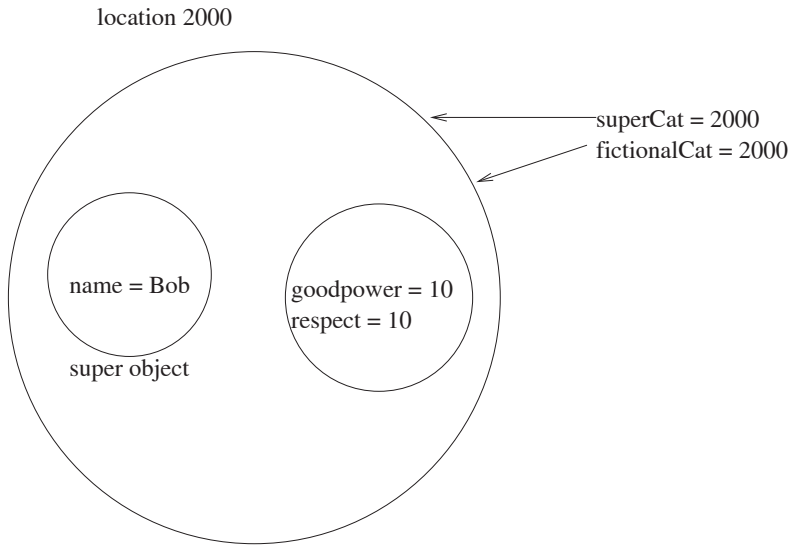 location 2000
superCat = 2000
fictionalCat = 2000
name = Bob
goodpower = 10
respect = 10
super object